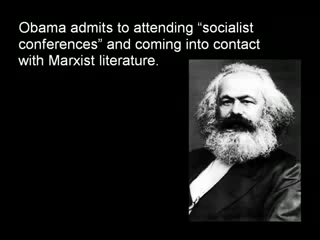 Obama admits to attending “socialist
conferences” and coming into contact
with Marxist literature.